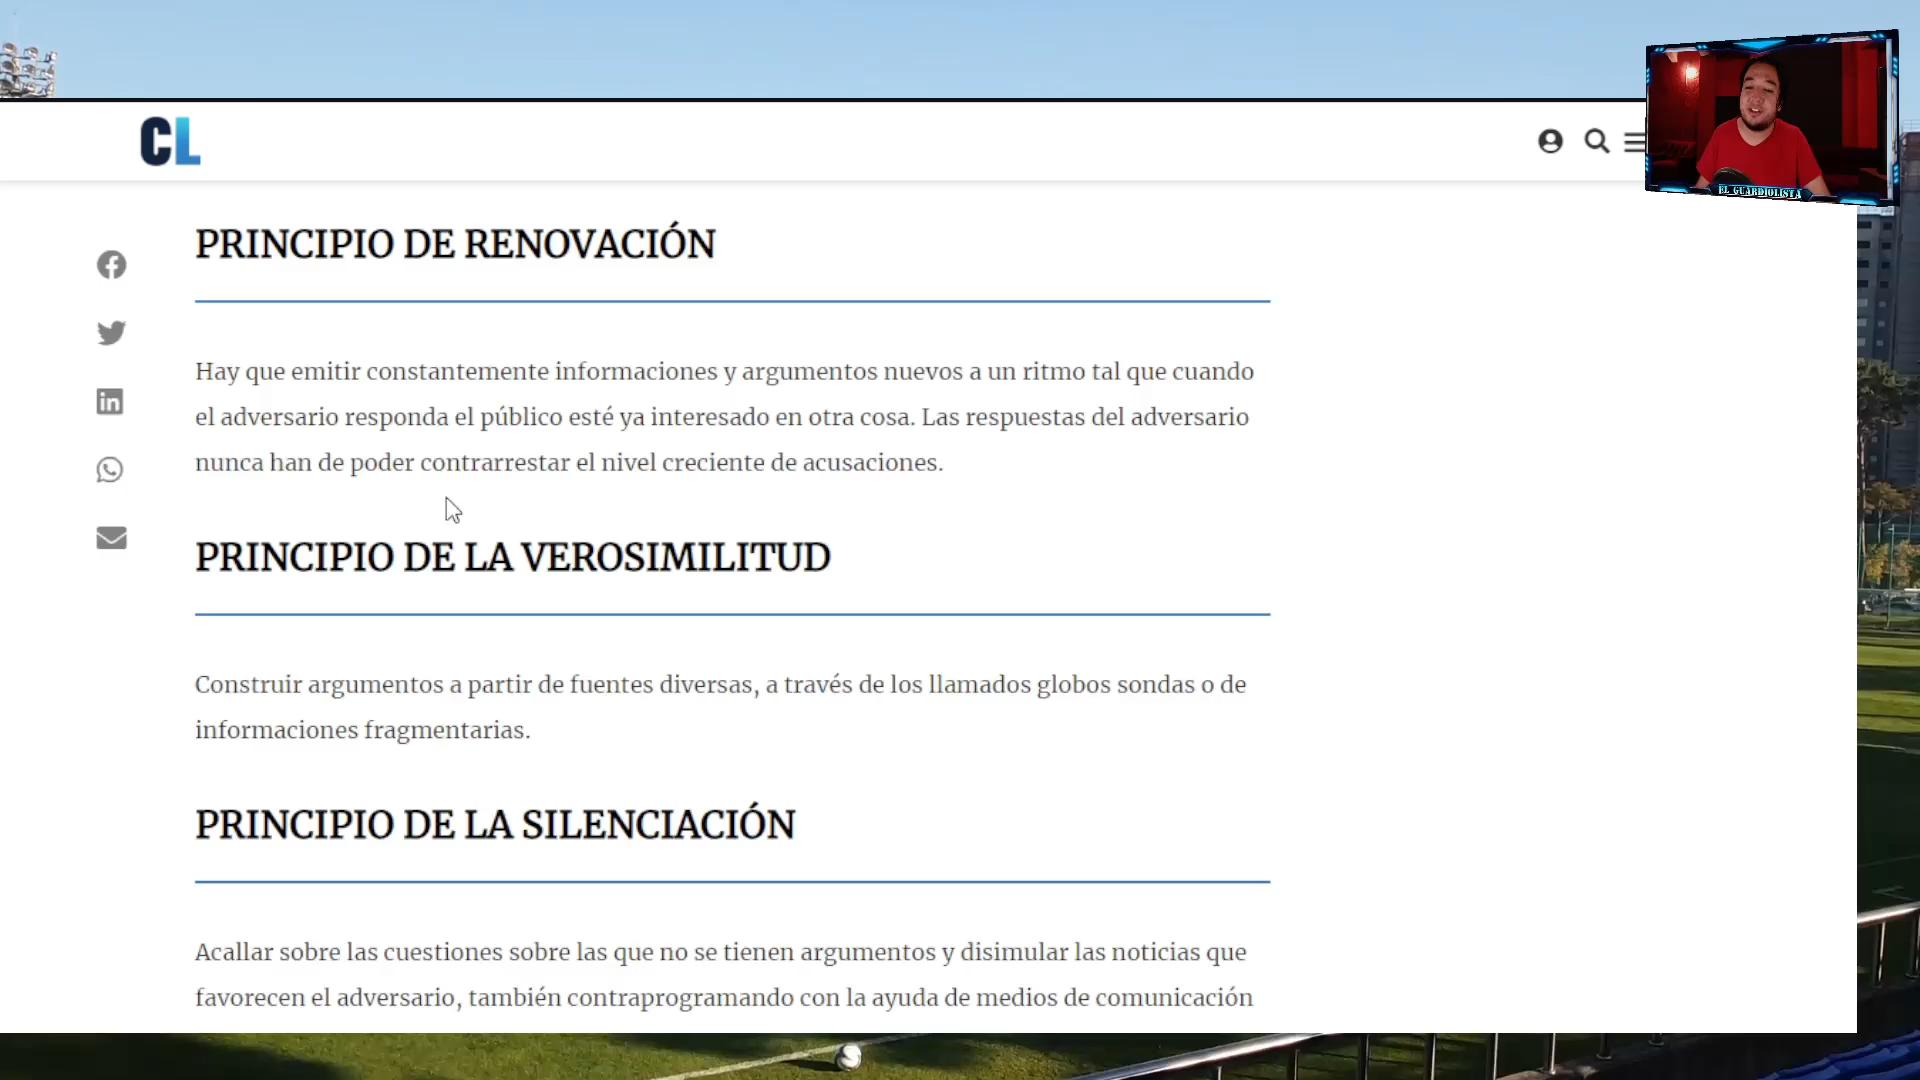 CL
EL GUARDIOLISTA
PRINCIPIO DE RENOVACIÓN
Hay que emitir constantemente informaciones y argumentos nuevos a un ritmo tal que cuando
el adversario responda el público esté ya interesado en otra cosa. Las respuestas del adversario
nunca han de poder contrarrestar el nivel creciente de acusaciones.
PRINCIPIO DE LA VEROSIMILITUD
Construir argumentos a partir de fuentes diversas, a través de los llamados globos sondas o de
informaciones fragmentarias.
PRINCIPIO DE LA SILENCIACIÓN
Acallar sobre las cuestiones sobre las que no se tienen argumentos y disimular las noticias que
favorecen el adversario, también contraprogramando con la ayuda de medios de comunicación